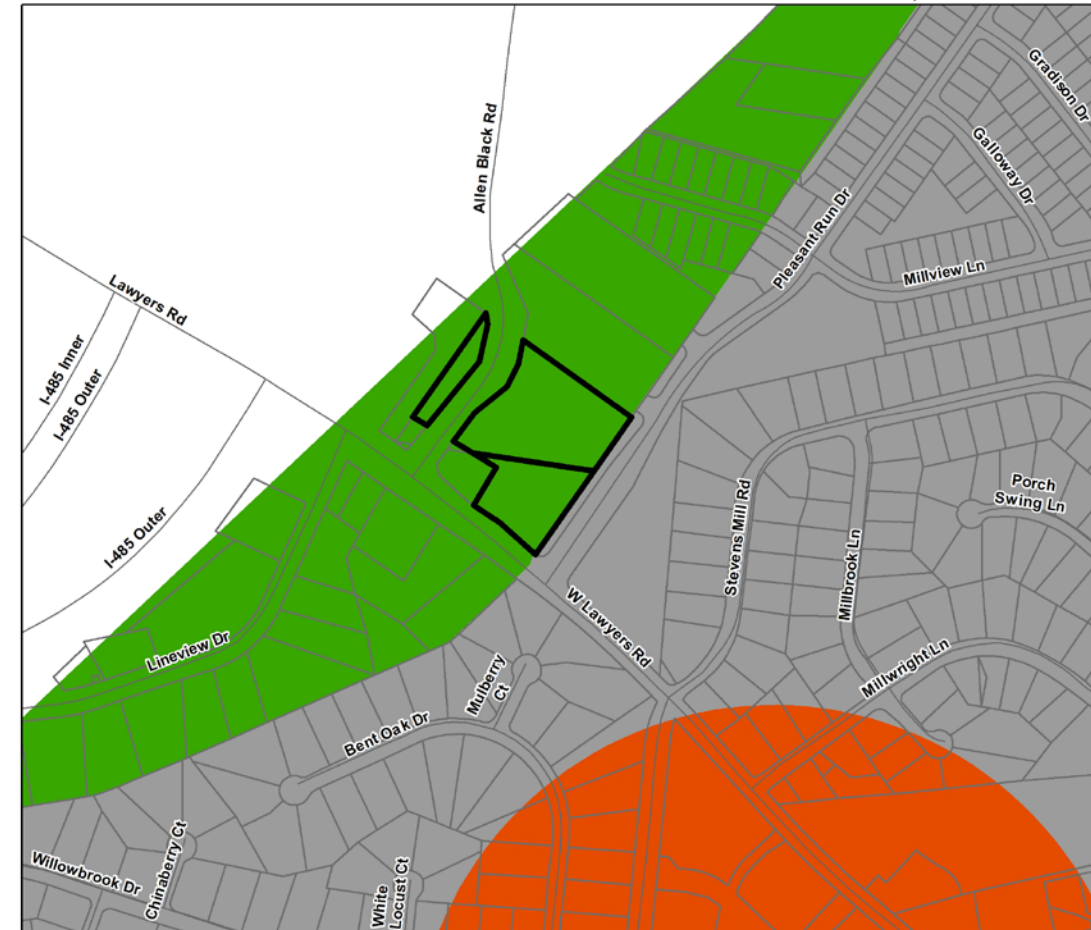 Gradison Dr
Allen Black Rd
Galloway Dr
Pleasant Run Dr
Millview Ln
Lawyers Rd
I-485 Inner
I-485 Outer
Porch
Swing Ln
Stevens Mill Rd
I-485 Outer
Millbrook Ln
W Lawyers Rd
Lineview Dr
Millwright Ln
Mulberry
Ct
Bent Oak Dr
Chinaberry Ct
Willowbrook Dr
White
Locust Ct